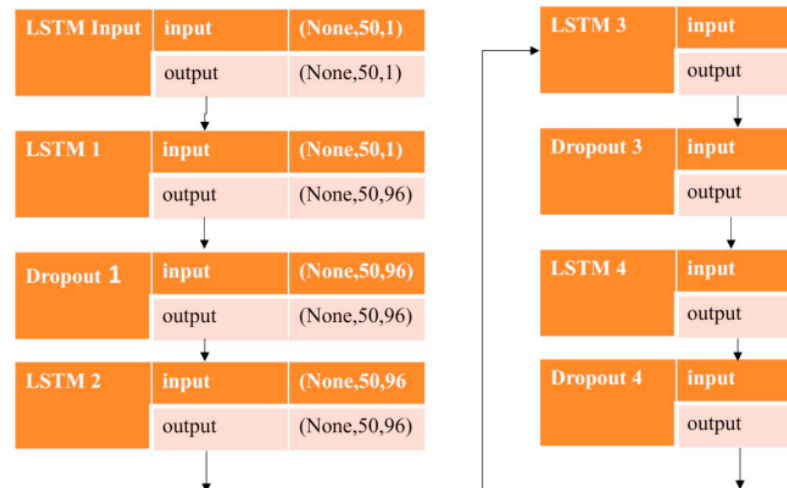 LSTM Input input (None,50,1)
output (None,50,1)
LSTM 1 input (None,50,1)
output (None,50,96)
Dropout 1 input (None,50,96)
output (None,50,96)
LSTM 2 input (None,50,96
output (None,50,96)
LSTM 3 input
output
Dropout 3 input
output
LSTM 4 input
output
Dropout 4 input
output